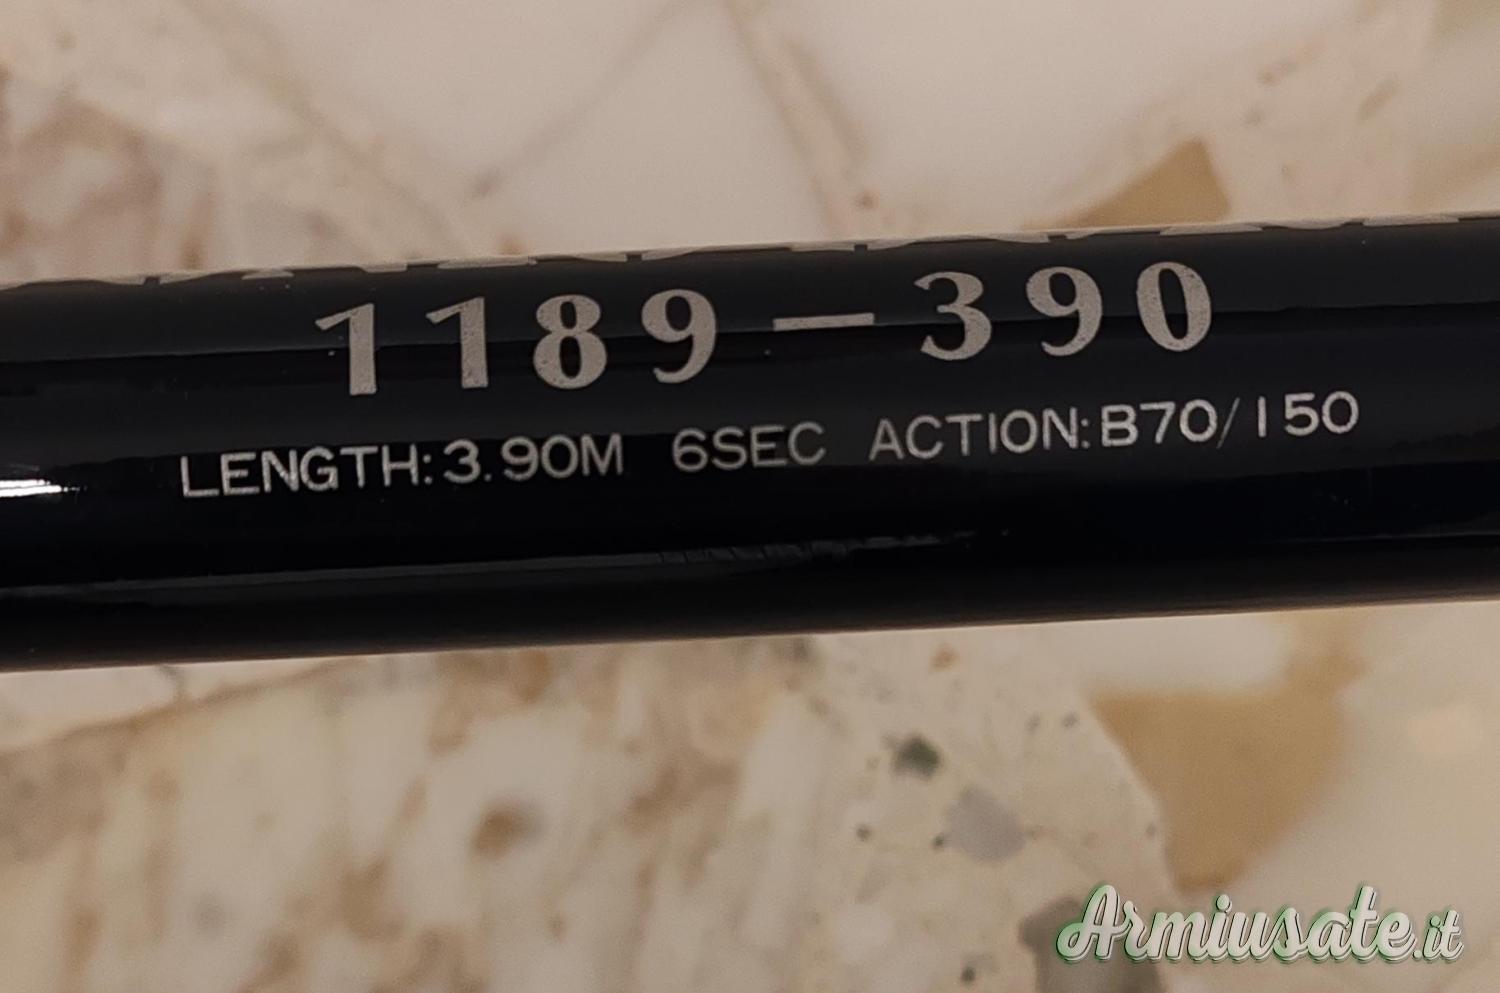 1189-390
LENGTH:3.90M 6SEC ACTION:B70/150
Armiusate.it